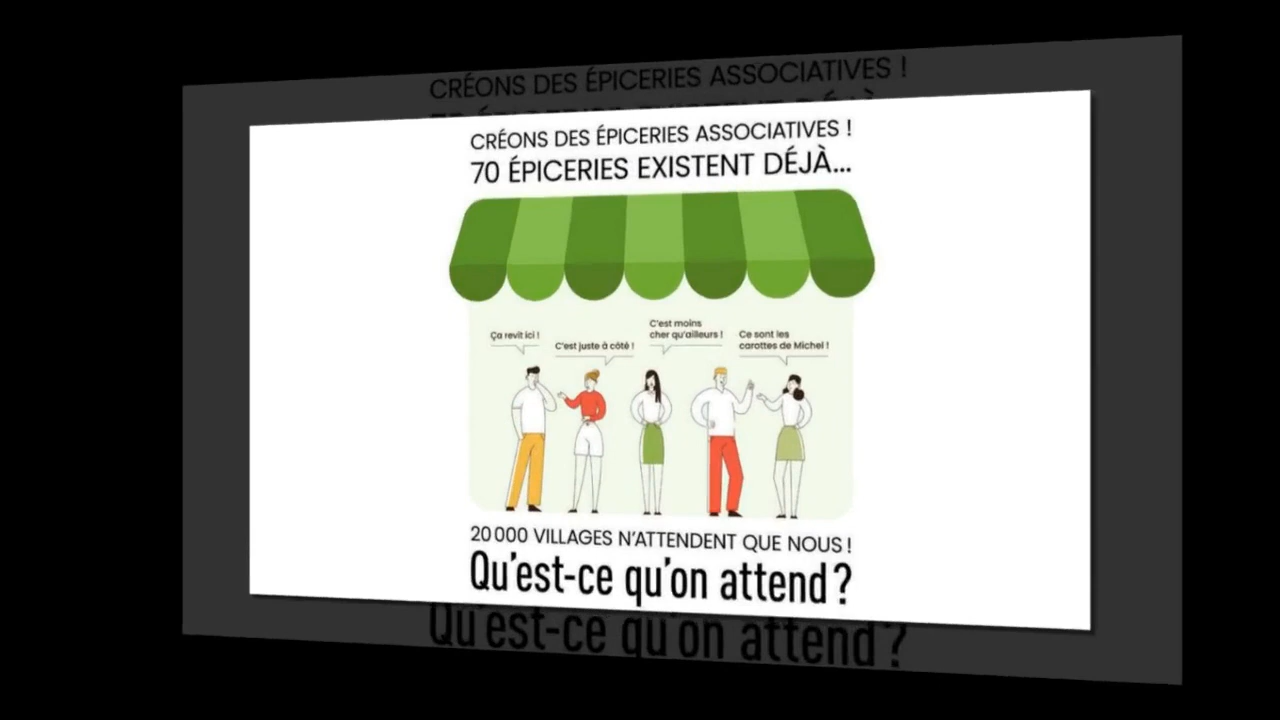 CRÉONS DES ÉPICERIES ASSOCIATIVES !
CRÉONS DES ÉPICERIES ASSOCIATIVES !
70 ÉPICERIES EXISTENT DÉJÀ...
Ça revit ici !
C'est juste à côté !
C'est moins
cher qu'ailleurs !
Ce sont les
carottes de Michel !
20 000 VILLAGES N'ATTENDENT QUE NOUS !
Qu'est-ce qu'on attend ?
Qu'est-ce qu'on attend ?